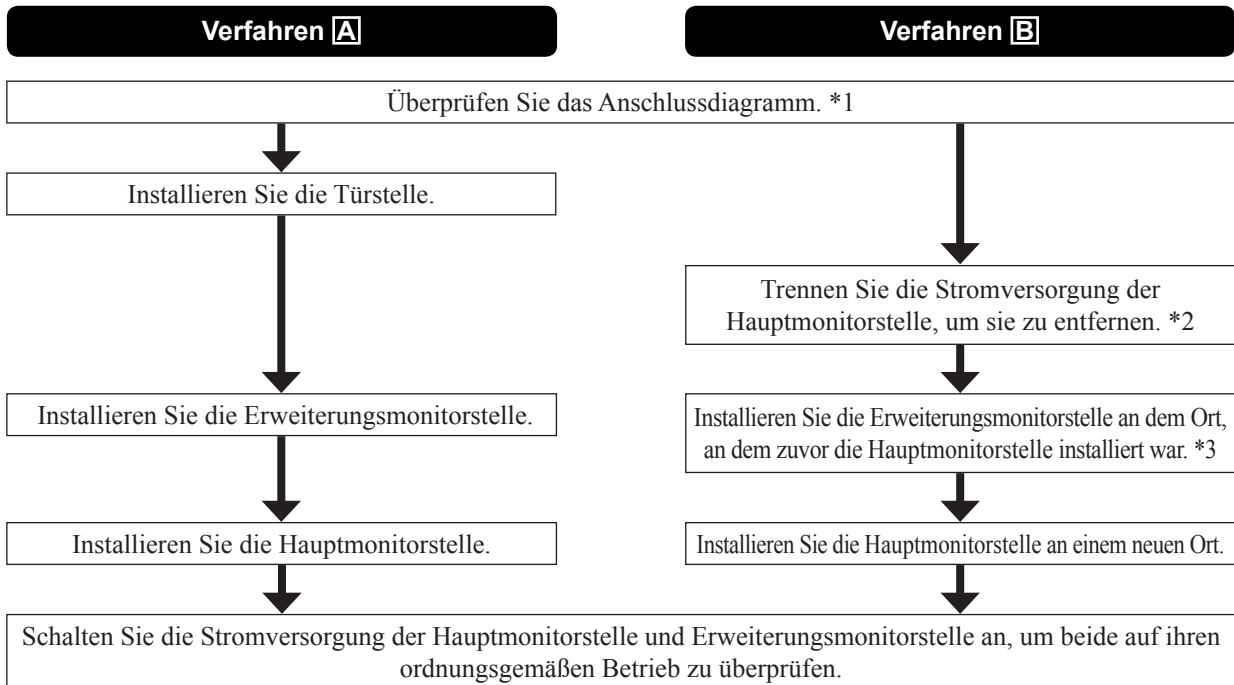 Verfahren A
Verfahren B
Überprüfen Sie das Anschlussdiagramm. *1
Installieren Sie die Türstelle.
Trennen Sie die Stromversorgung der
Hauptmonitorstelle, um sie zu entfernen. *2
Installieren Sie die Erweiterungsmonitorstelle.
Installieren Sie die Erweiterungsmonitorstelle an dem Ort,
an dem zuvor die Hauptmonitorstelle installiert war. *3
Installieren Sie die Hauptmonitorstelle.
Installieren Sie die Hauptmonitorstelle an einem neuen Ort.
Schalten Sie die Stromversorgung der Hauptmonitorstelle und Erweiterungsmonitorstelle an, um beide auf ihren
ordnungsgemäßen Betrieb zu überprüfen.